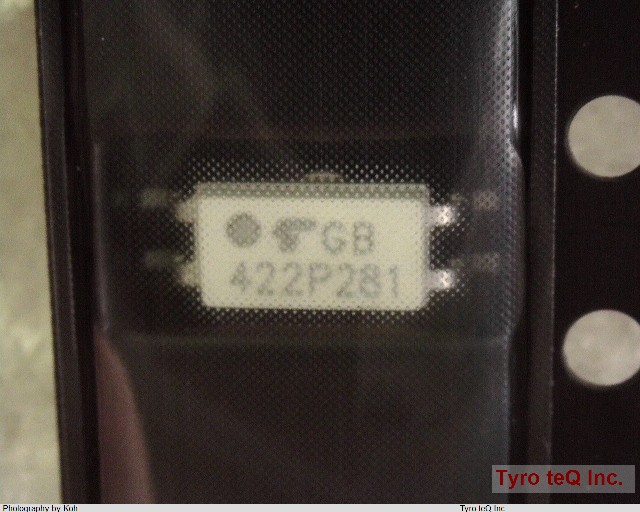 GB
422P281
Tyro teQ Inc.
Photography by Koh
Tyro teQ Inc